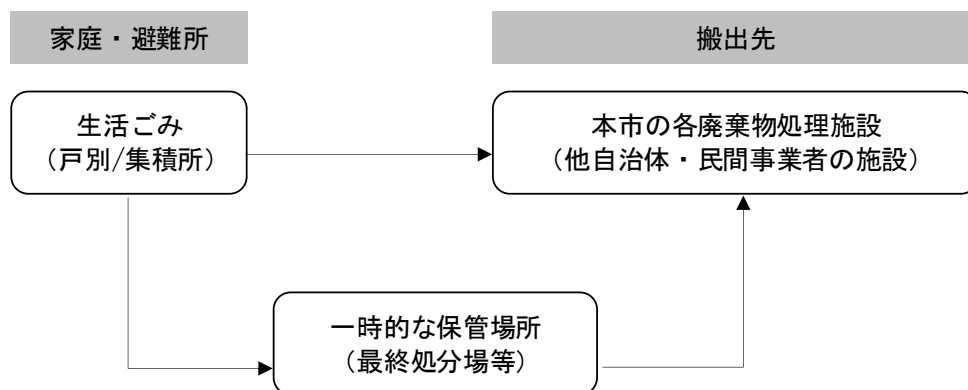 家庭・避難所
搬出先
生活ごみ
（戸別/集積所）
本市の各廃棄物処理施設
（他自治体・民間事業者の施設）
一時的な保管場所
（最終処分場等）